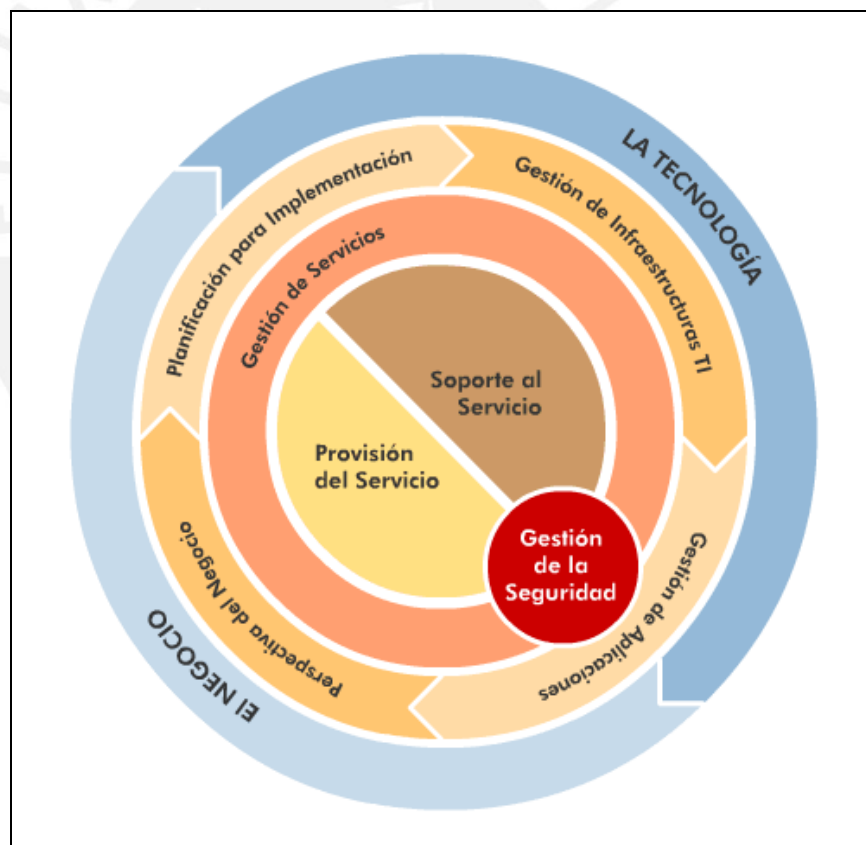 LA TECNOLOGÍA
Planificación para Implementación
Gestión de Infraestructuras TI
Gestión de Servicios
Soporte al
Servicio
Provisión
del Servicio
Gestión
de la
Seguridad
Gestión de Aplicaciones
Perspectiva del Negocio
El NEGOCIO